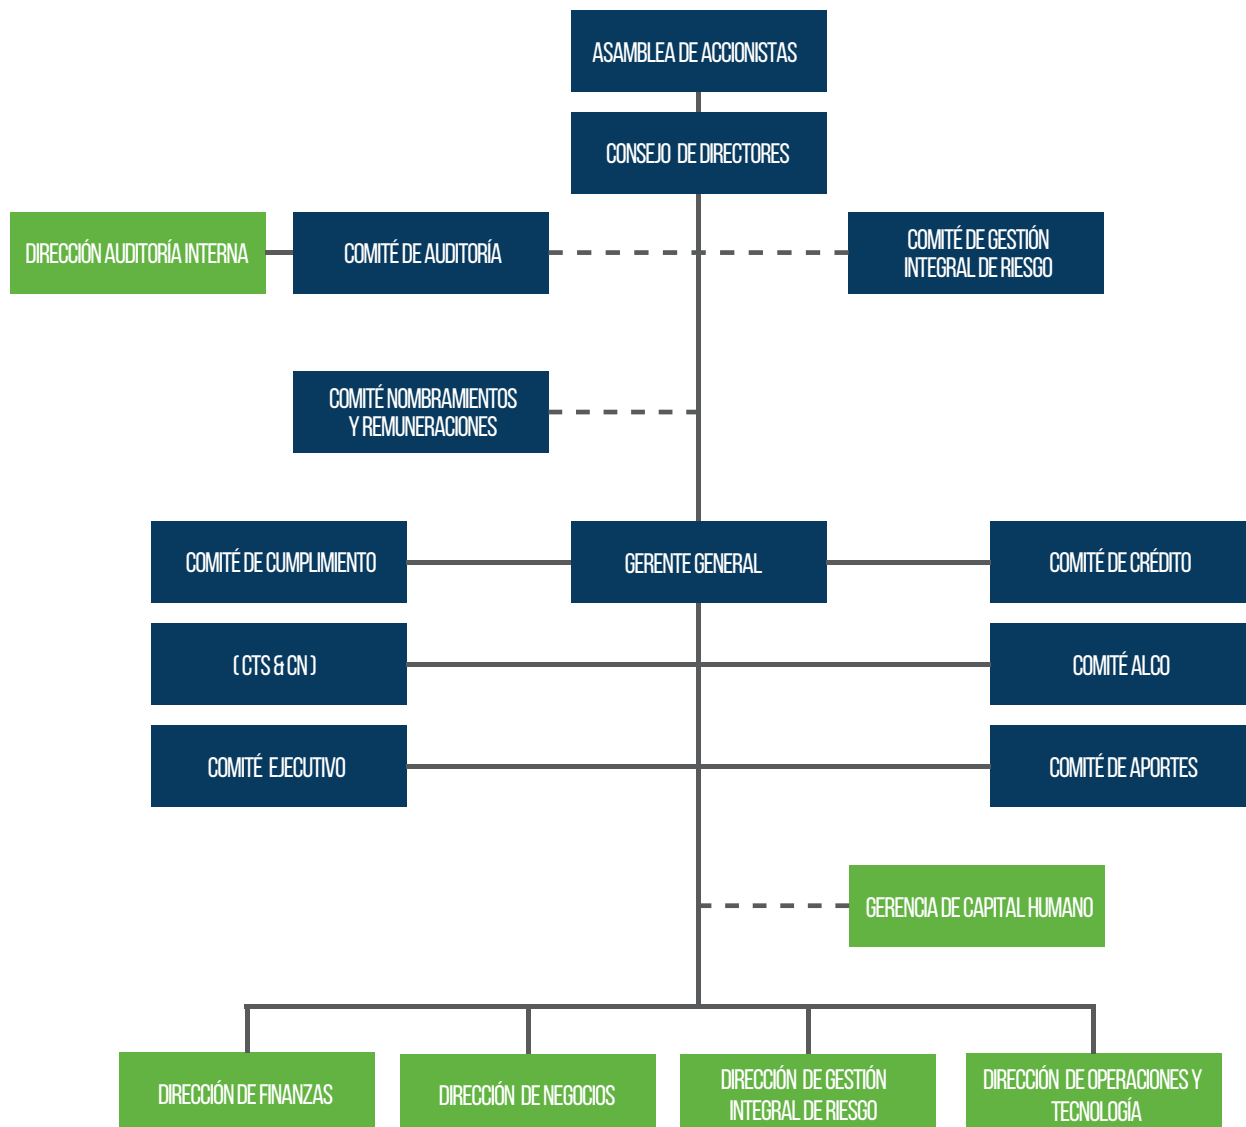 ASAMBLEA DE ACCIONISTAS
CONSEJO DE DIRECTORES
DIRECCIÓN AUDITORÍA INTERNA
COMITÉ DE AUDITORÍA
COMITÉ DE GESTIÓN
INTEGRAL DE RIESGO
COMITÉ NOMBRAMIENTOS
Y REMUNERACIONES
COMITÉ DE CUMPLIMIENTO
GERENTE GENERAL
COMITÉ DE CRÉDITO
( CTS & CN )
COMITÉ ALCO
COMITÉ EJECUTIVO
COMITÉ DE APORTES
GERENCIA DE CAPITAL HUMANO
DIRECCIÓN DE FINANZAS
DIRECCIÓN DE NEGOCIOS
DIRECCIÓN DE GESTIÓN
INTEGRAL DE RIESGO
DIRECCIÓN DE OPERACIONES Y
TECNOLOGÍA